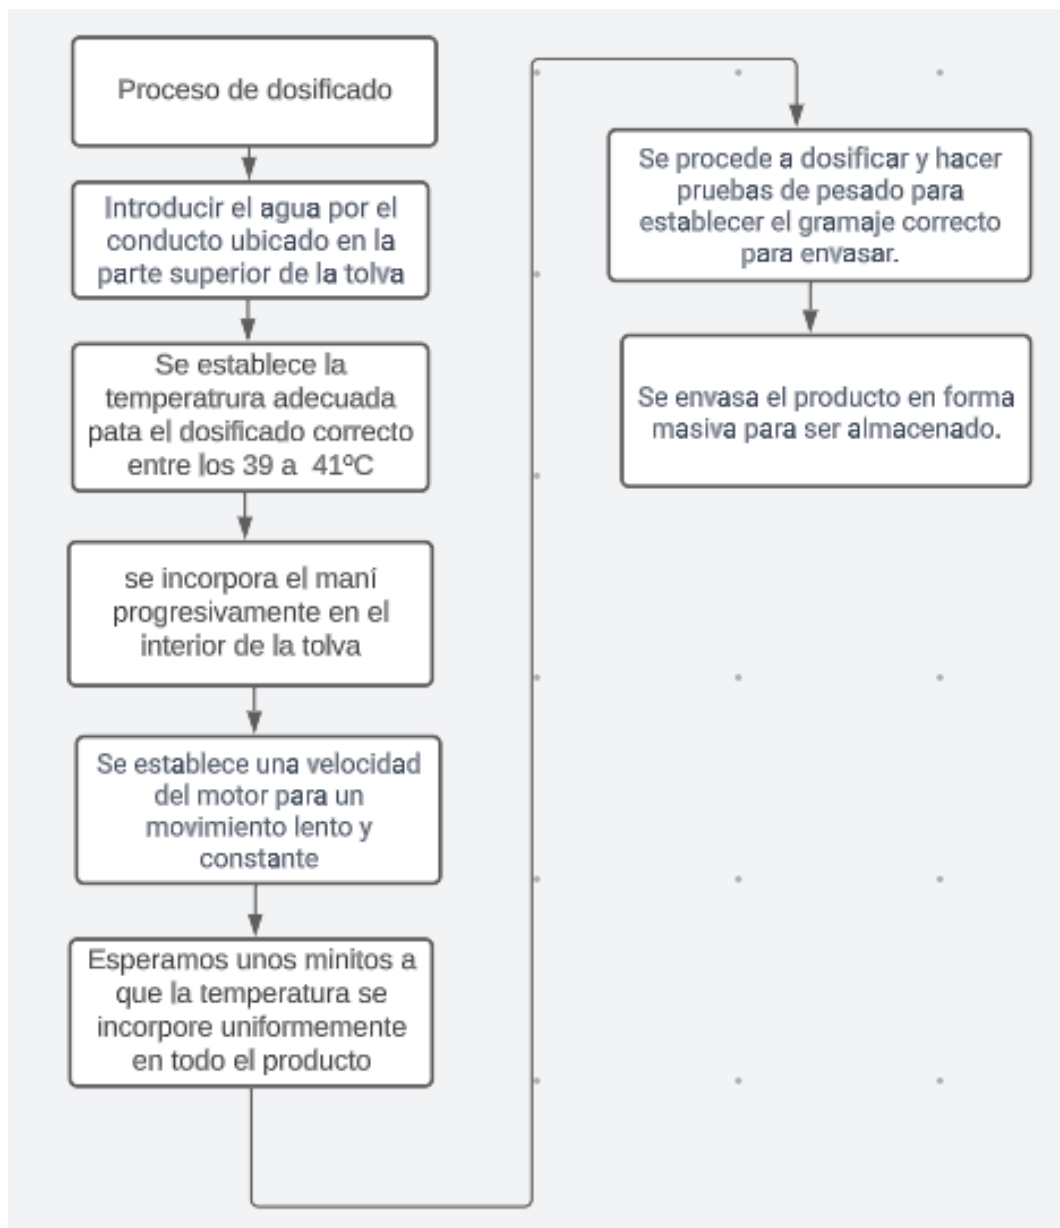 Proceso de dosificado
Introducir el agua por el
conducto ubicado en la
parte superior de la tolva
Se establece la
temperatrura adecuada
pata el dosificado correcto
entre los 39 a 41ºC
se incorpora el maní
progresivamente en el
interior de la tolva
Se establece una velocidad
del motor para un
movimiento lento y
constante
Esperamos unos minitos a
que la temperatura se
incorpore uniformemente
en todo el producto
Se procede a dosificar y hacer
pruebas de pesado para
establecer el gramaje correcto
para envasar.
Se envasa el producto en forma
masiva para ser almacenado.